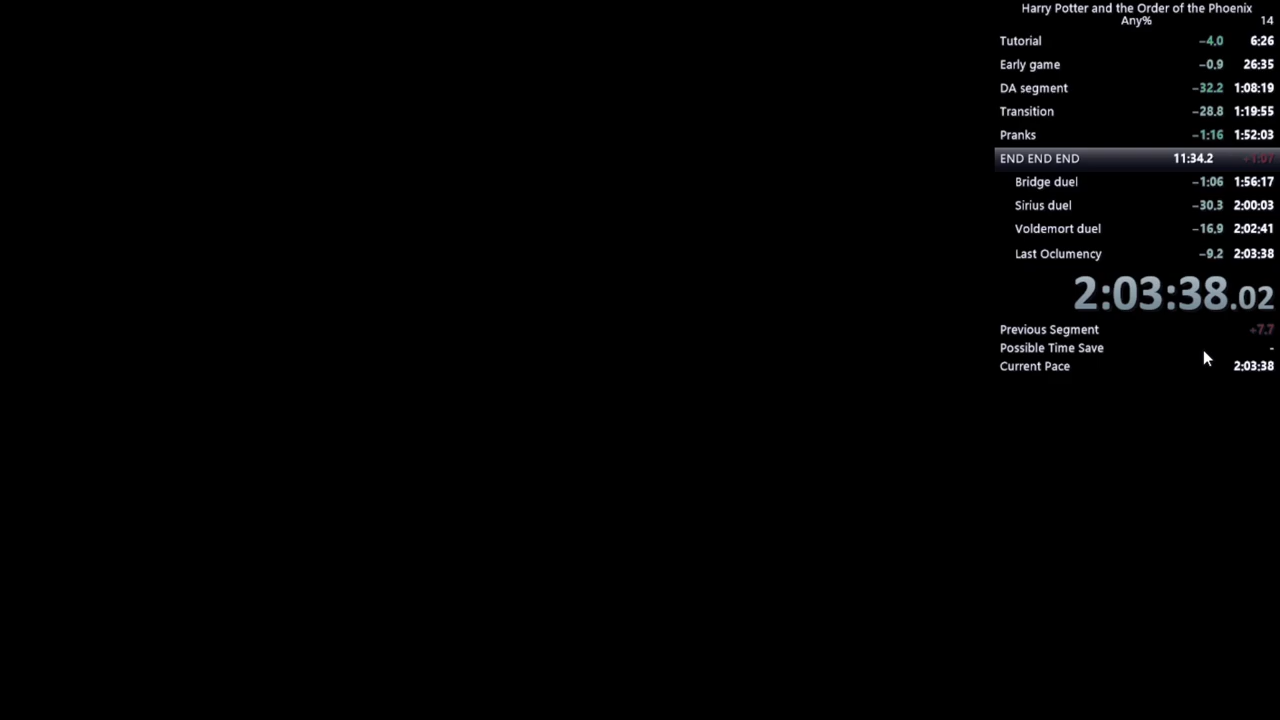 Harry Potter and the Order of the Phoenix
Any% 14
Tutorial −4.0 6:26
Early game −0.9 26:35
DA segment −32.2 1:08:19
Transition −28.8 1:19:55
Pranks −1:16 1:52:03
END END END 11:34.2 +1:07
Bridge duel −1:06 1:56:17
Sirius duel −30.3 2:00:03
Voldemort duel −16.9 2:02:41
Last Oclumency −9.2 2:03:38
2:03:38.02
Previous Segment +7.7
Possible Time Save -
Current Pace 2:03:38